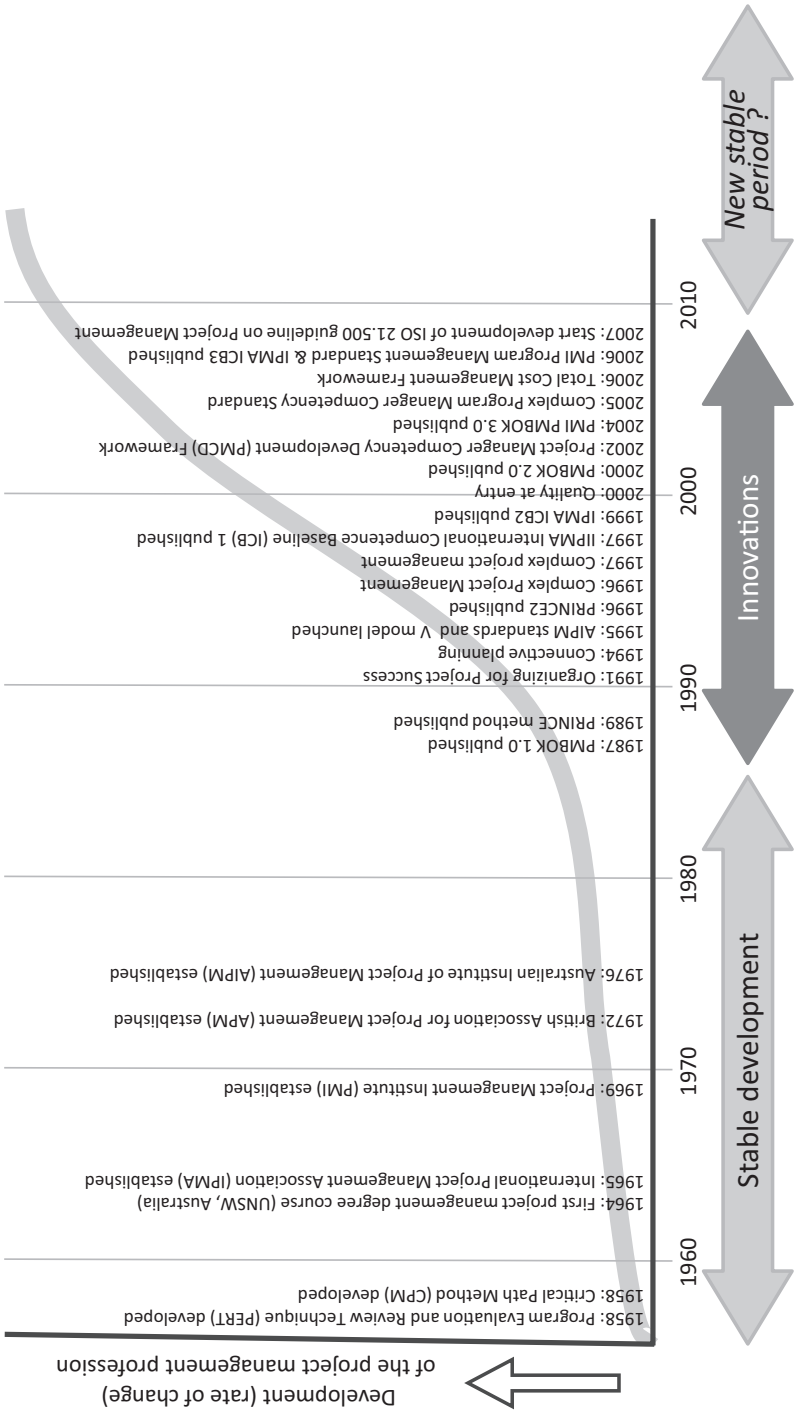 Development (rate of change)
of the project management profession
1958: Program Evaluation and Review Technique (PERT) developed
1958: Critical Path Method (CPM) developed
1964: First project management degree course (UNSW, Australia)
1965: International Project Management Association (IPMA) established
1969: Project Management Institute (PMI) established
1972: British Association for Project Management (APM) established
1976: Australian Institute of Project Management (AIPM) established
1987: PMBOK 1.0 published
1989: PRINCE method published
1991: Organizing for Project Success
1994: Connective planning
1995: AIPM standards and V model launched
1996: PRINCE2 published
1996: Complex Project Management
1997: Complex project management
1997: IIPMA International Competence Baseline (ICB) 1 published
1999: IPMA ICB2 published
2000: Quality at entry
2000: PMBOK 2.0 published
2002: Project Manager Competency Development (PMCD) Framework
2004: PMI PMBOK 3.0 published
2005: Complex Program Manager Competency Standard
2006: Total Cost Management Framework
2006: PMI Program Management Standard & IPMA ICB3 published
2007: Start development of ISO 21.500 guideline on Project Management
1960
1970
1980
1990
2000
2010
Stable development
Innovations
New stable
period ?